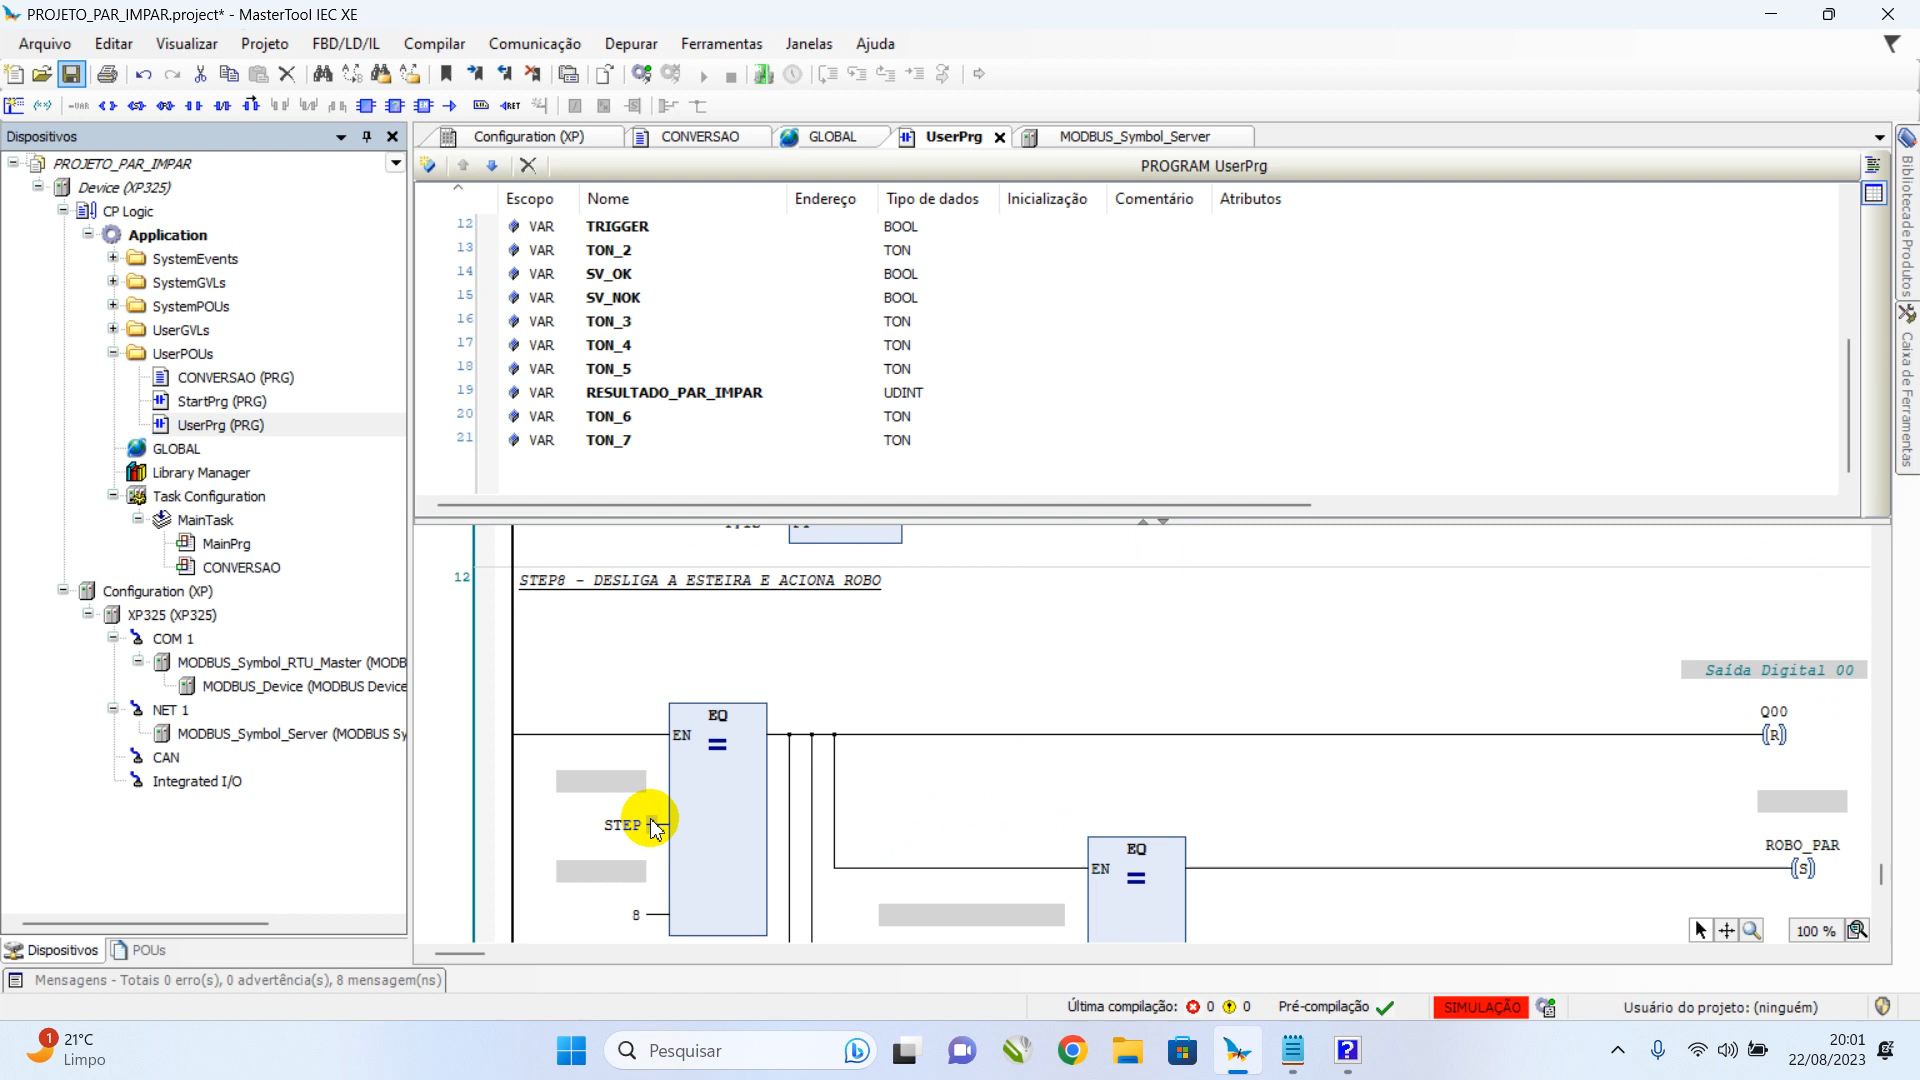 PROJETO_PAR_IMPAR.project* - MasterTool IEC XE
Arquivo Editar Visualizar Projeto FBD/LD/IL Compilar Comunicação Depurar Ferramentas Janelas Ajuda
Dispositivos
Configuration (XP) CONVERSAO GLOBAL UserPrg MODBUS_Symbol_Server
PROGRAM UserPrg
PROJETO_PAR_IMPAR
Device (XP325)
CP Logic
Application
SystemEvents
SystemGVLs
SystemPOUs
UserGVLs
UserPOUs
CONVERSAO (PRG)
StartPrg (PRG)
UserPrg (PRG)
GLOBAL
Library Manager
Task Configuration
MainTask
MainPrg
CONVERSAO
Configuration (XP)
XP325 (XP325)
COM 1
MODBUS_Symbol_RTU_Master (MODB
MODBUS_Device (MODBUS Device
NET 1
MODBUS_Symbol_Server (MODBUS Sy
CAN
Integrated I/O
Dispositivos POUs
Escopo Nome Endereço Tipo de dados Inicialização Comentário Atributos
12 VAR TRIGGER BOOL
13 VAR TON_2 TON
14 VAR SV_OK BOOL
15 VAR SV_NOK BOOL
16 VAR TON_3 TON
17 VAR TON_4 TON
18 VAR TON_5 TON
19 VAR RESULTADO_PAR_IMPAR UDINT
20 VAR TON_6 TON
21 VAR TON_7 TON
12 STEP8 - DESLIGA A ESTEIRA E ACIONA ROBO
Saída Digital 00
Q00
(R)
EQ
EN
=
STEP
8
EQ
EN
=
ROBO_PAR
(S)
100 %
Biblioteca de Produtos
Caixa de Ferramentas
Mensagens - Totais 0 erro(s), 0 advertência(s), 8 mensagem(ns)
Última compilação: 0 0 Pré-compilação SIMULAÇÃO Usuário do projeto: (ninguém)
1 21°C
Limpo
Pesquisar
20:01
22/08/2023